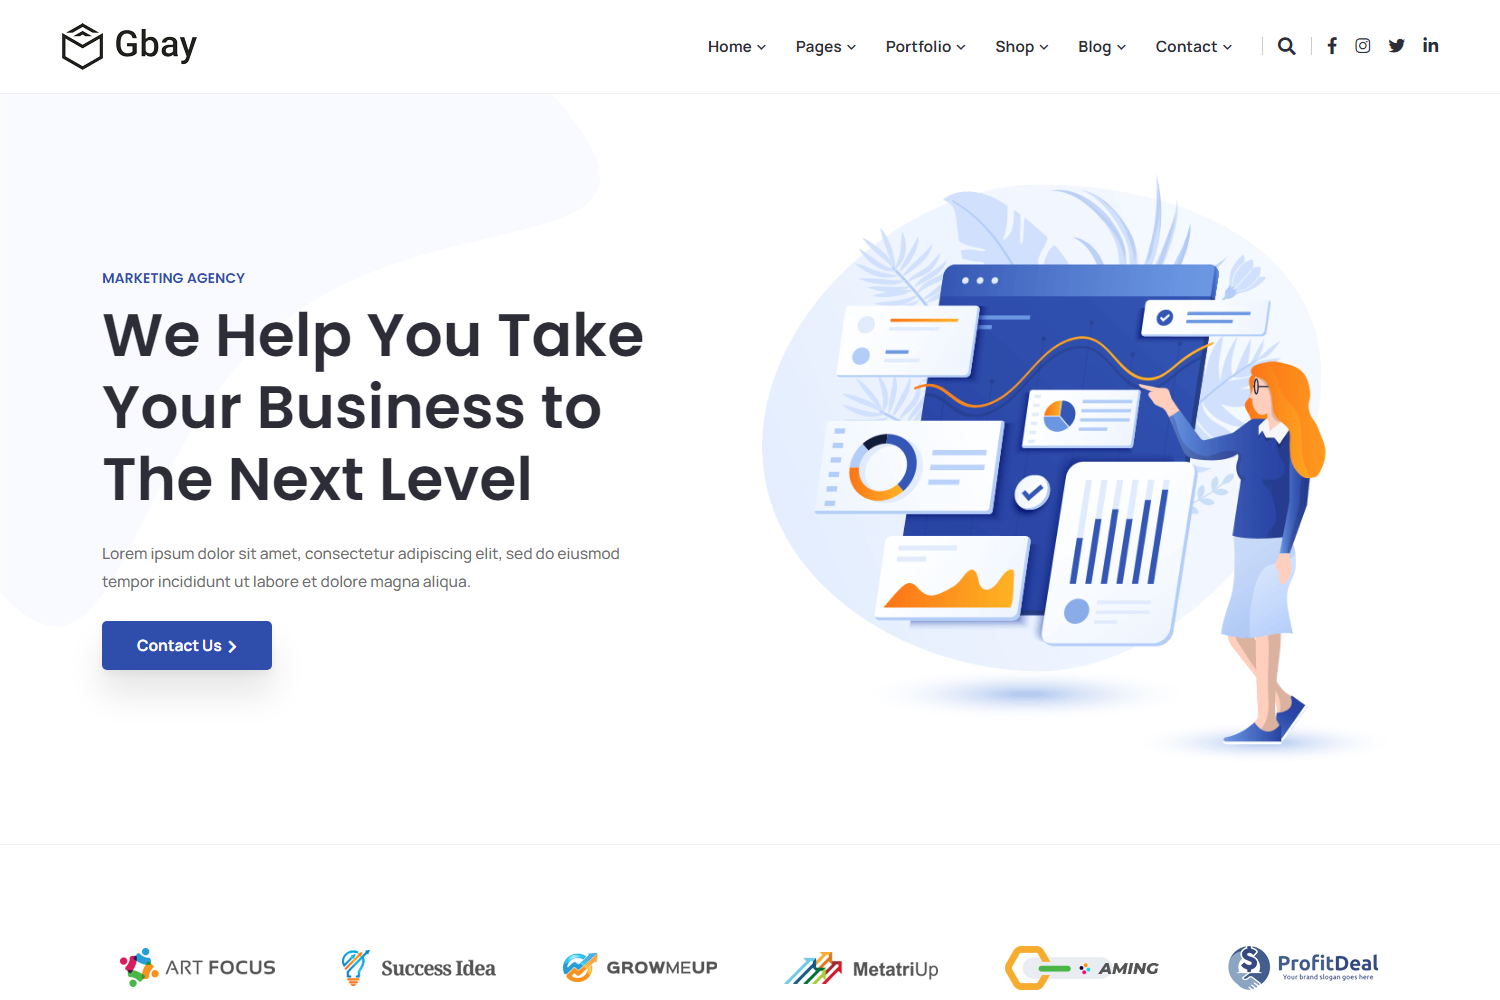 Gbay
Home
Pages
Portfolio
Shop
Blog
Contact
MARKETING AGENCY
We Help You Take
Your Business to
The Next Level
Lorem ipsum dolor sit amet, consectetur adipiscing elit, sed do eiusmod
tempor incididunt ut labore et dolore magna aliqua.
Contact Us
ART FOCUS
Success Idea
GROWMEUP
MetatriUp
AMING
ProfitDeal
Your brand slogan goes here